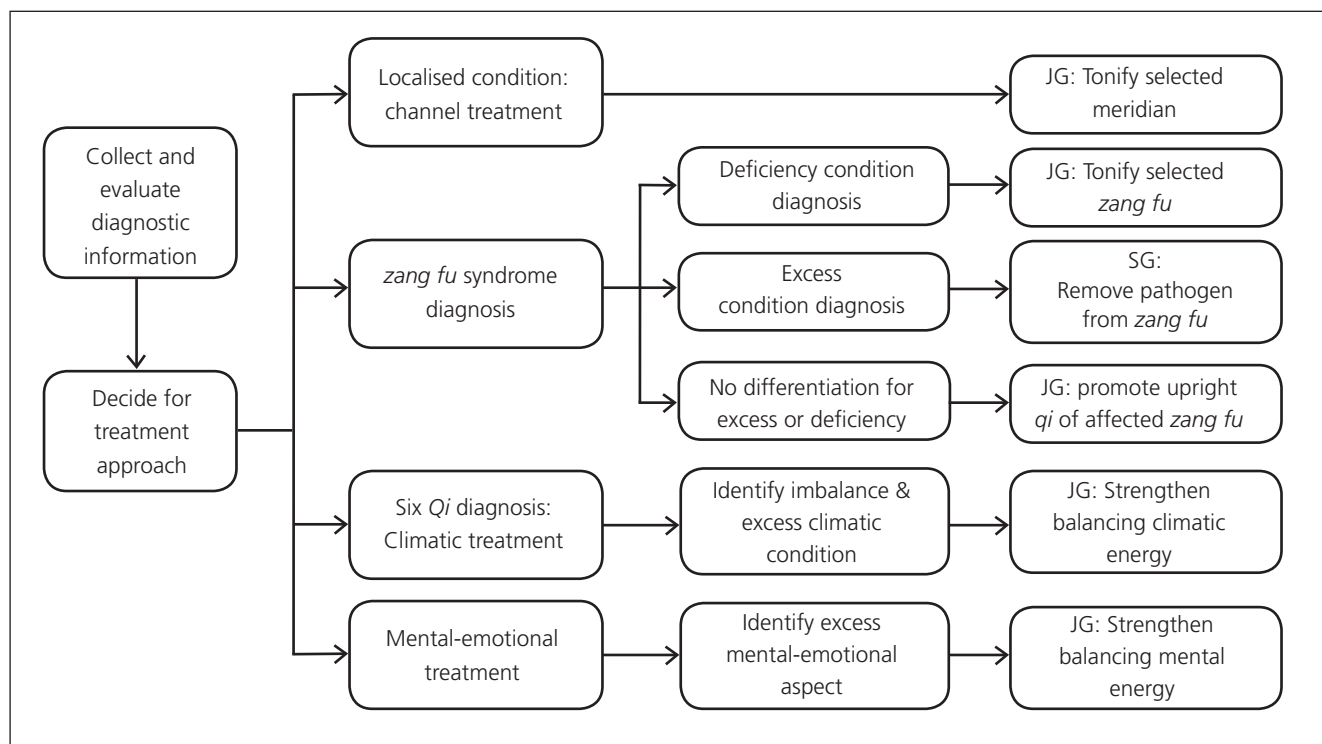 Collect and
evaluate
diagnostic
information
Decide for
treatment
approach
Localised condition:
channel treatment
JG: Tonify selected
meridian
zang fu syndrome
diagnosis
Deficiency condition
diagnosis
JG: Tonify selected
zang fu
Excess
condition diagnosis
SG:
Remove pathogen
from zang fu
No differentiation for
excess or deficiency
JG: promote upright
qi of affected zang fu
Six Qi diagnosis:
Climatic treatment
Identify imbalance &
excess climatic
condition
JG: Strengthen
balancing climatic
energy
Mental-emotional
treatment
Identify excess
mental-emotional
aspect
JG: Strengthen
balancing mental
energy